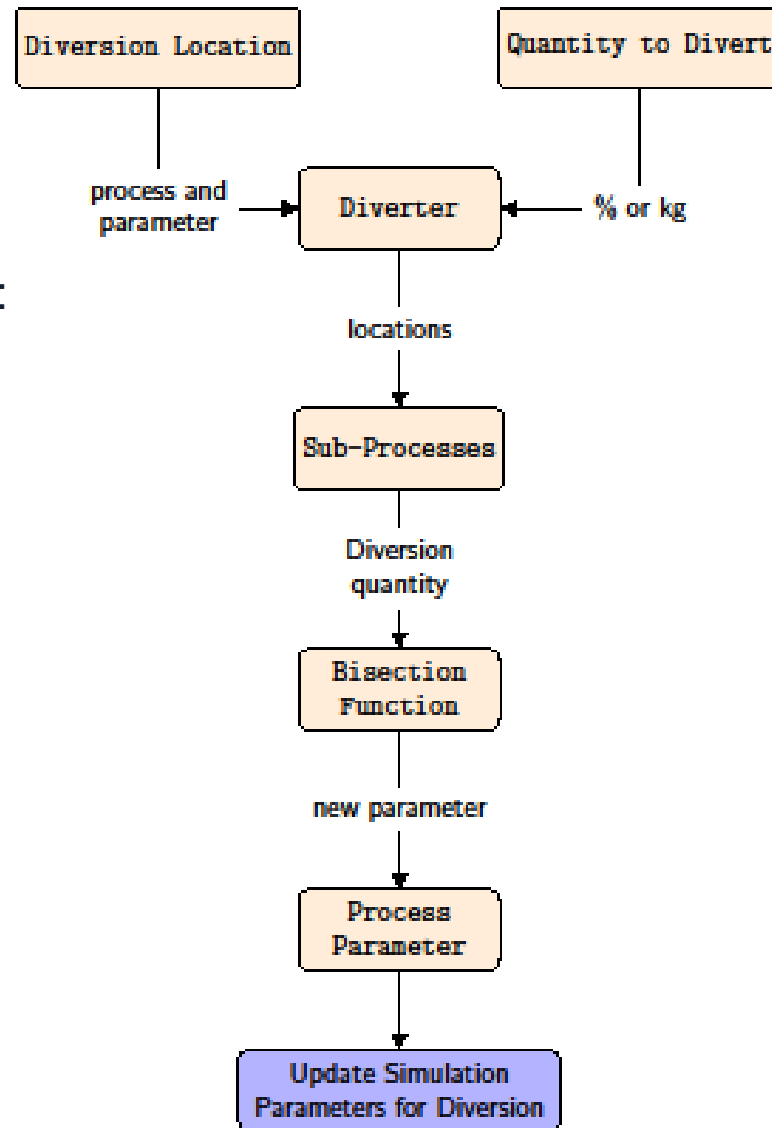 Diversion Location
Quantity to Divert
process and
parameter
Diverter
% or kg
:
locations
Sub-Processes
Diversion
quantity
Bisection
Function
new parameter
Process
Parameter
Update Simulation
Parameters for Diversion